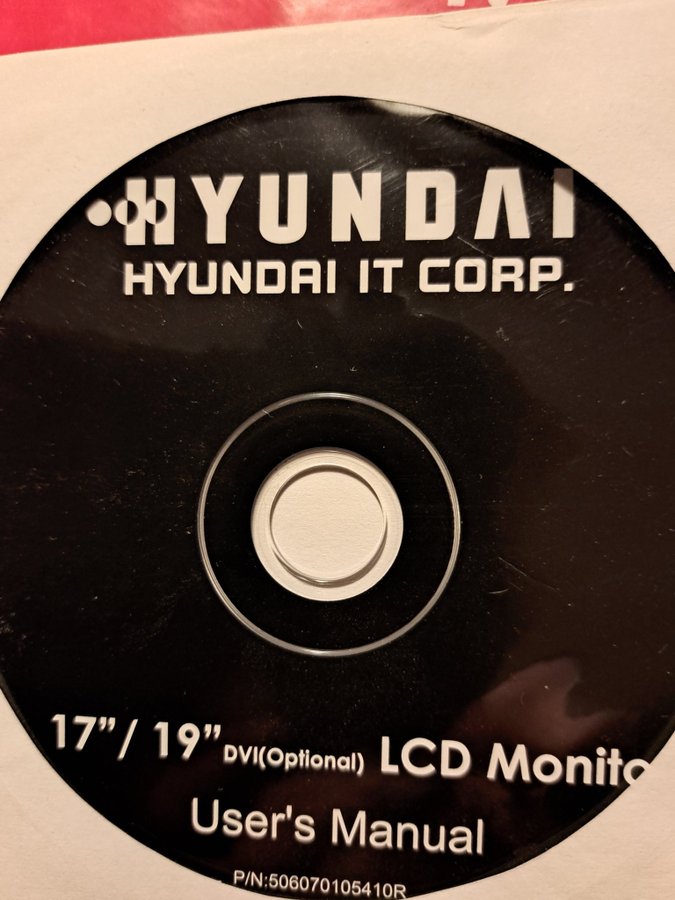 HYUNDAI
HYUNDAI IT CORP.
17”/ 19” DVI(Optional) LCD Monito
User's Manual
P/N:506070105410R